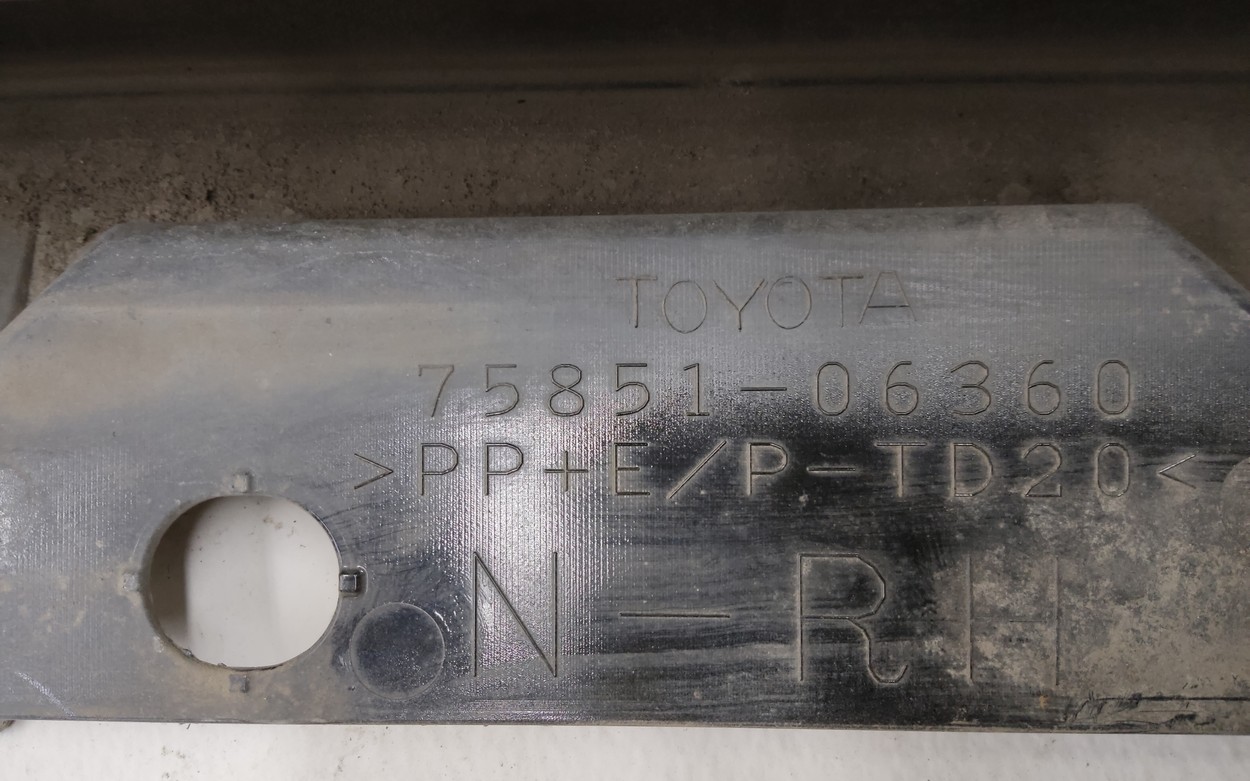 TOYOTA
75851-06360
>PP+E/P-TD20<
N-RH